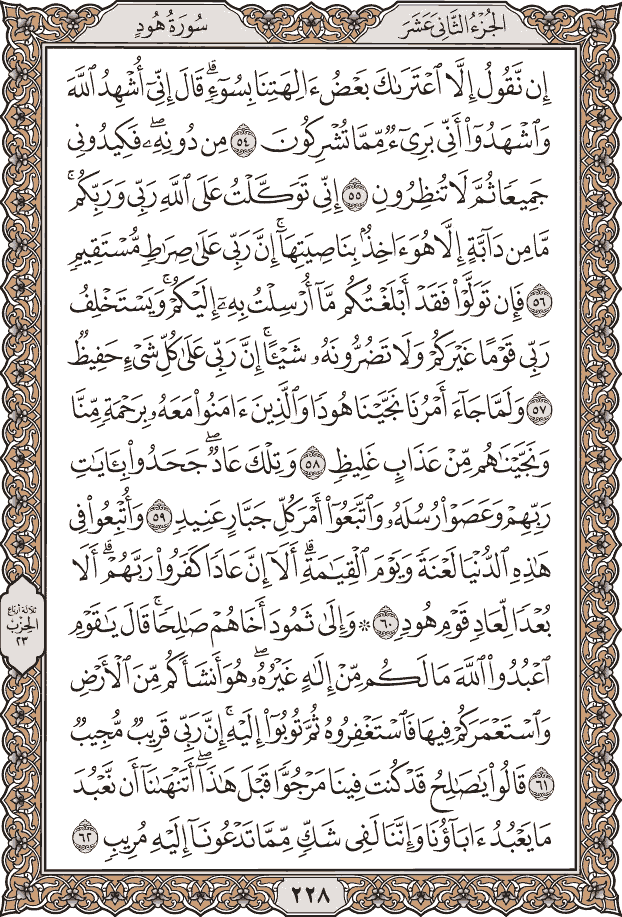 الجُزْءُ الثَّانِي عَشَرَ
سُورَةُ هُودٍ
إِن نَّقُولُ إِلَّا ٱعْتَرَىٰكَ بَعْضُ ءَالِهَتِنَا بِسُوٓءٍۗ قَالَ إِنِّيٓ أُشْهِدُ ٱللَّهَ
وَٱشْهَدُوٓاْ أَنِّي بَرِيٓءٞ مِّمَّا تُشْرِكُونَ ٥٤ مِن دُونِهِۦۖ فَكِيدُونِي
جَمِيعٗا ثُمَّ لَا تُنظِرُونِ ٥٥ إِنِّي تَوَكَّلْتُ عَلَى ٱللَّهِ رَبِّي وَرَبِّكُمۚ
مَّا مِن دَآبَّةٍ إِلَّا هُوَ ءَاخِذُۢ بِنَاصِيَتِهَآۚ إِنَّ رَبِّي عَلَىٰ صِرَٰطٖ مُّسْتَقِيمٖ
٥٦ فَإِن تَوَلَّوْاْ فَقَدْ أَبْلَغْتُكُم مَّآ أُرْسِلْتُ بِهِۦٓ إِلَيْكُمْۚ وَيَسْتَخْلِفُ
رَبِّي قَوْمًا غَيْرَكُمْ وَلَا تَضُرُّونَهُۥ شَيْـًٔاۚ إِنَّ رَبِّي عَلَىٰ كُلِّ شَيْءٍ حَفِيظٞ
٥٧ وَلَمَّا جَآءَ أَمْرُنَا نَجَّيْنَا هُودٗا وَٱلَّذِينَ ءَامَنُواْ مَعَهُۥ بِرَحْمَةٖ مِّنَّا
وَنَجَّيْنَٰهُم مِّنْ عَذَابٍ غَلِيظٖ ٥٨ وَتِلْكَ عَادٞۖ جَحَدُواْ بِـَٔايَٰتِ
رَبِّهِمْ وَعَصَوْاْ رُسُلَهُۥ وَٱتَّبَعُوٓاْ أَمْرَ كُلِّ جَبَّارٍ عَنِيدٖ ٥٩ وَأُتْبِعُواْ فِي
هَٰذِهِ ٱلدُّنْيَا لَعْنَةٗ وَيَوْمَ ٱلْقِيَٰمَةِۗ أَلَآ إِنَّ عَادٗا كَفَرُواْ رَبَّهُمْۗ أَلَا
بُعْدٗا لِّعَادٖ قَوْمِ هُودٖ ٦٠ ۞ وَإِلَىٰ ثَمُودَ أَخَاهُمْ صَٰلِحٗاۚ قَالَ يَٰقَوْمِ
ٱعْبُدُواْ ٱللَّهَ مَا لَكُم مِّنْ إِلَٰهٍ غَيْرُهُۥۖ هُوَ أَنشَأَكُم مِّنَ ٱلْأَرْضِ
وَٱسْتَعْمَرَكُمْ فِيهَا فَٱسْتَغْفِرُوهُ ثُمَّ تُوبُوٓاْ إِلَيْهِۚ إِنَّ رَبِّي قَرِيبٞ مُّجِيبٞ
٦١ قَالُواْ يَٰصَٰلِحُ قَدْ كُنتَ فِينَا مَرْجُوّٗا قَبْلَ هَٰذَآۖ أَتَنْهَىٰنَآ أَن نَّعْبُدَ
مَا يَعْبُدُ ءَابَآؤُنَا وَإِنَّنَا لَفِي شَكّٖ مِّمَّا تَدْعُونَآ إِلَيْهِ مُرِيبٖ ٦٢
ثَلاثَةُ أَرْبَاعِ
الحِزْب
٢٣
٢٢٨